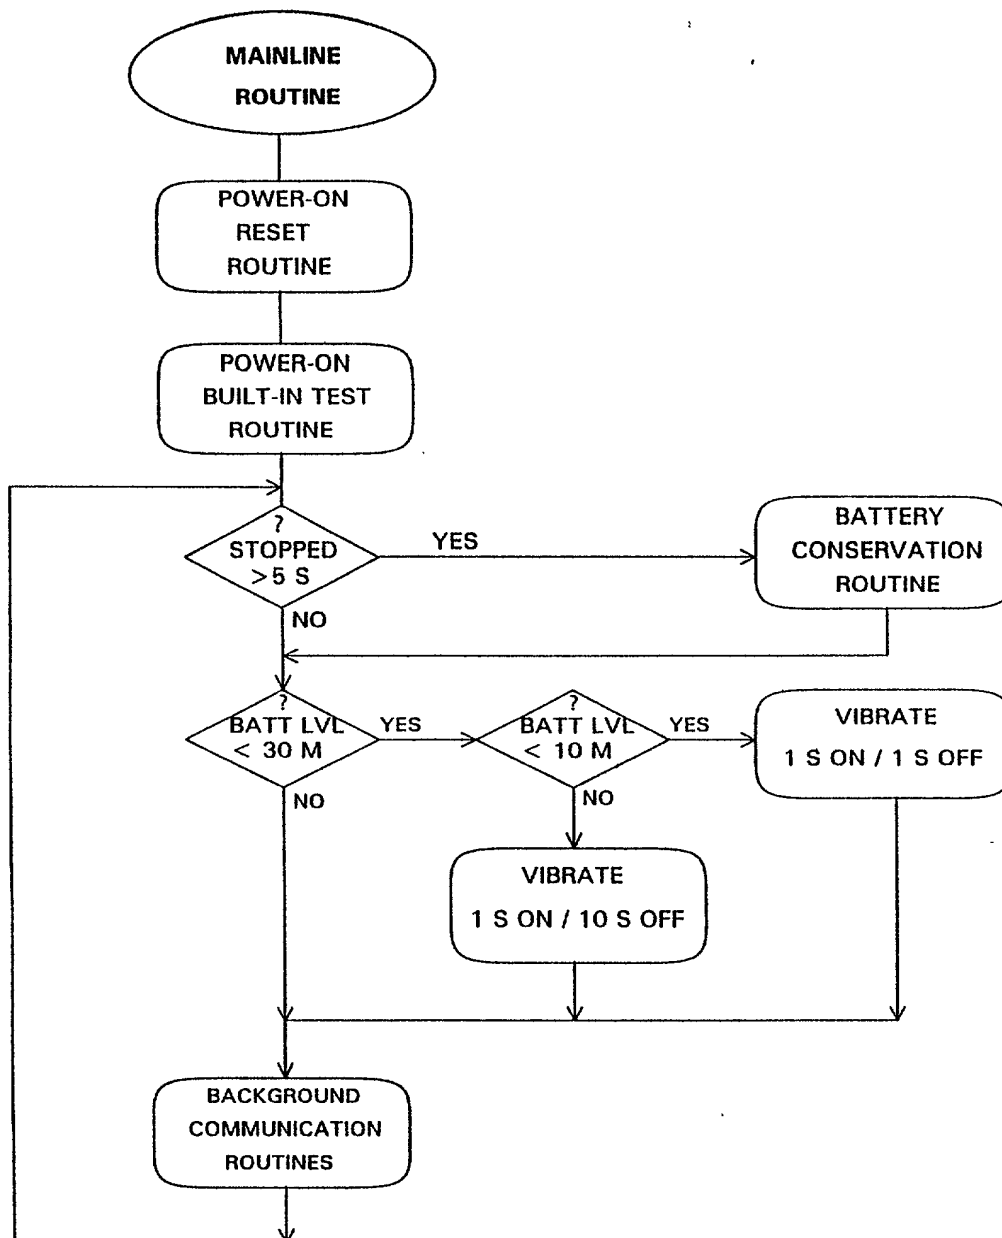 MAINLINE
ROUTINE
POWER-ON
RESET
ROUTINE
POWER-ON
BUILT-IN TEST
ROUTINE
?
STOPPED
>5 S
YES
BATTERY
CONSERVATION
ROUTINE
NO
?
BATT LVL
< 30 M
YES
?
BATT LVL
< 10 M
YES
VIBRATE
1 S ON / 1 S OFF
NO
NO
VIBRATE
1 S ON / 10 S OFF
BACKGROUND
COMMUNICATION
ROUTINES